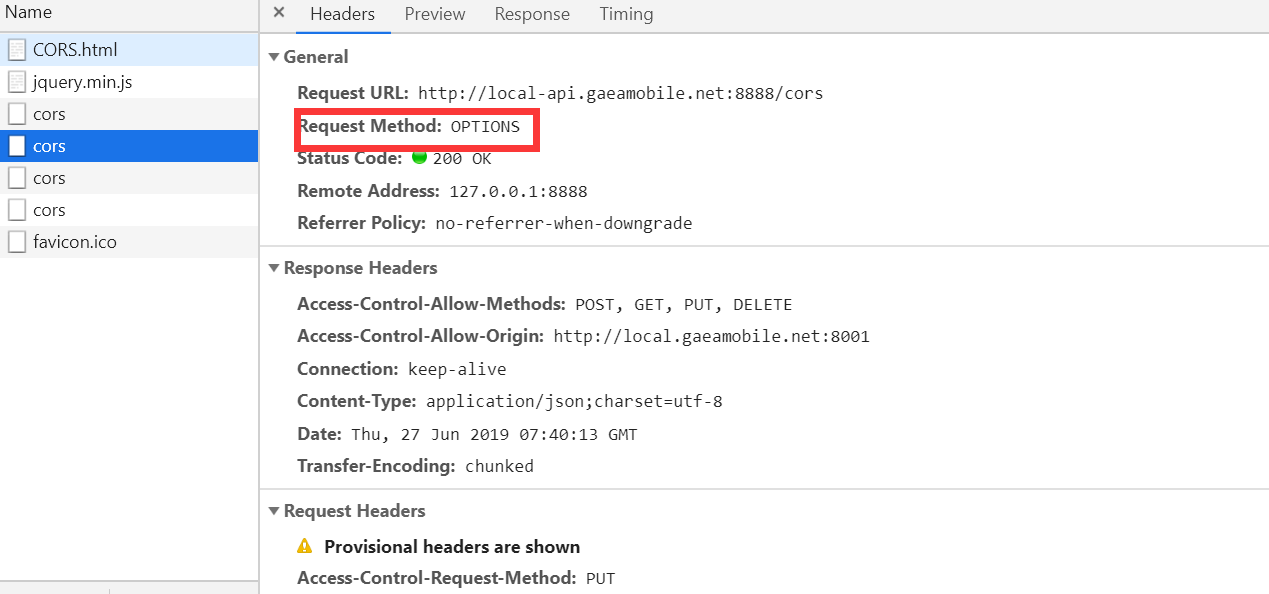 Name
Headers Preview Response Timing
CORS.html
jquery.min.js
cors
cors
cors
cors
favicon.ico
General
Request URL: http://local-api.gaeamobile.net:8888/cors
Request Method: OPTIONS
Status Code: 200 OK
Remote Address: 127.0.0.1:8888
Referrer Policy: no-referrer-when-downgrade
Response Headers
Access-Control-Allow-Methods: POST, GET, PUT, DELETE
Access-Control-Allow-Origin: http://local.gaeamobile.net:8001
Connection: keep-alive
Content-Type: application/json;charset=utf-8
Date: Thu, 27 Jun 2019 07:40:13 GMT
Transfer-Encoding: chunked
Request Headers
Provisional headers are shown
Access-Control-Request-Method: PUT